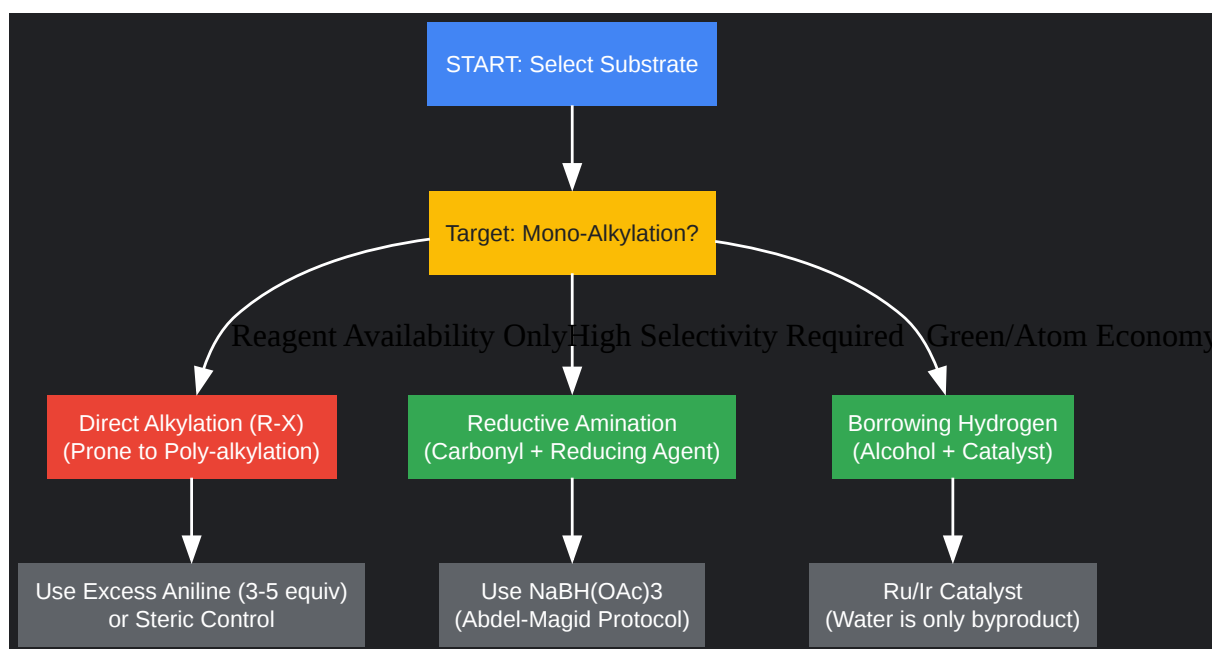 START: Select Substrate
Target: Mono-Alkylation?
Reagent Availability Only
High Selectivity Required
Green/Atom Economy
Direct Alkylation (R-X)
(Prone to Poly-alkylation)
Reductive Amination
(Carbonyl + Reducing Agent)
Borrowing Hydrogen
(Alcohol + Catalyst)
Use Excess Aniline (3-5 equiv)
or Steric Control
Use NaBH(OAc)3
(Abdel-Magid Protocol)
Ru/Ir Catalyst
(Water is only byproduct)